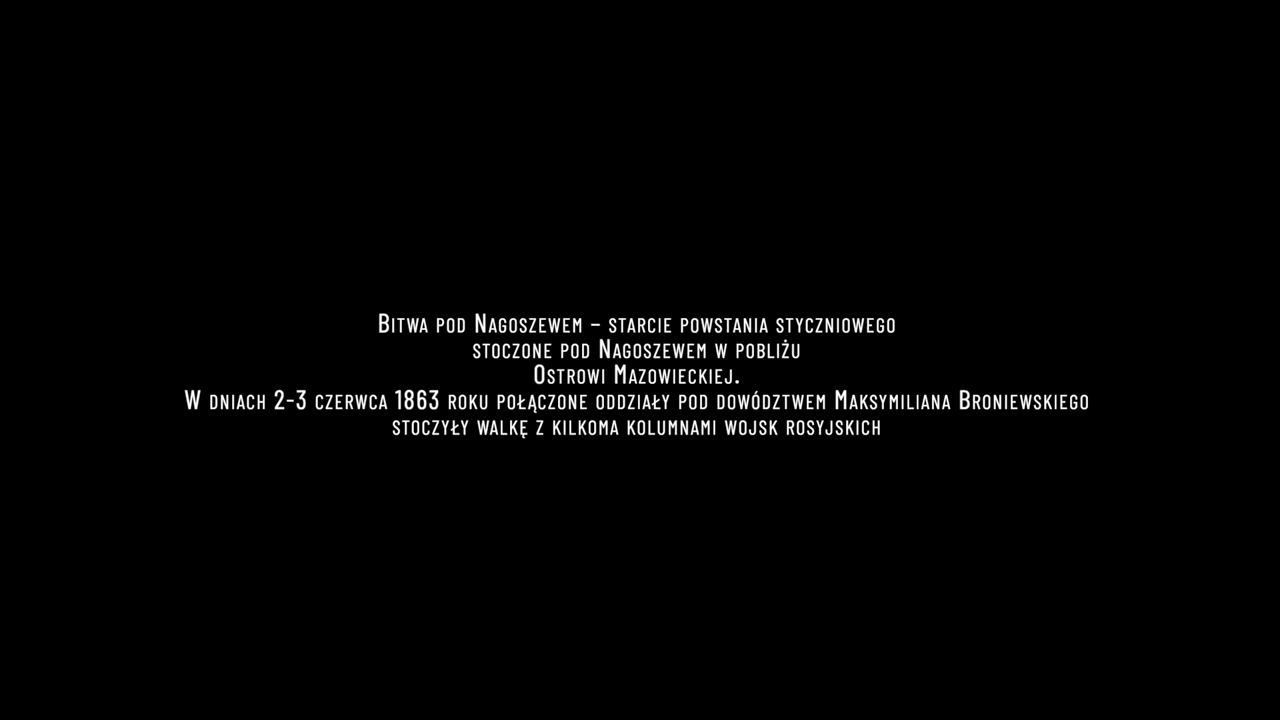 Bitwa pod Nagoszewem – starcie powstania styczniowego
stoczone pod Nagoszewem w pobliżu
Ostrowi Mazowieckiej.
W dniach 2-3 czerwca 1863 roku połączone oddziały pod dowództwem Maksymiliana Broniewskiego
stoczyły walkę z kilkoma kolumnami wojsk rosyjskich